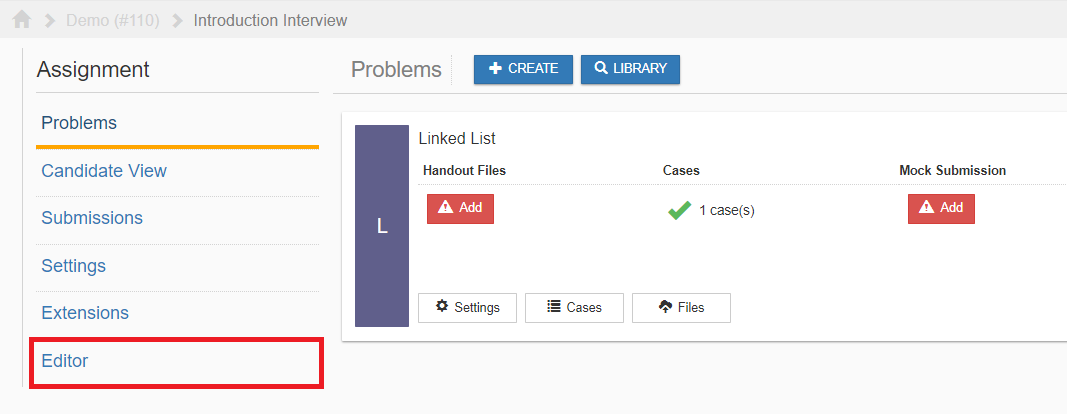 Demo (#110) Introduction Interview
Assignment
Problems
Candidate View
Submissions
Settings
Extensions
Editor
Problems CREATE LIBRARY
L
Linked List
Handout Files Cases Mock Submission
Add 1 case(s) Add
Settings Cases Files